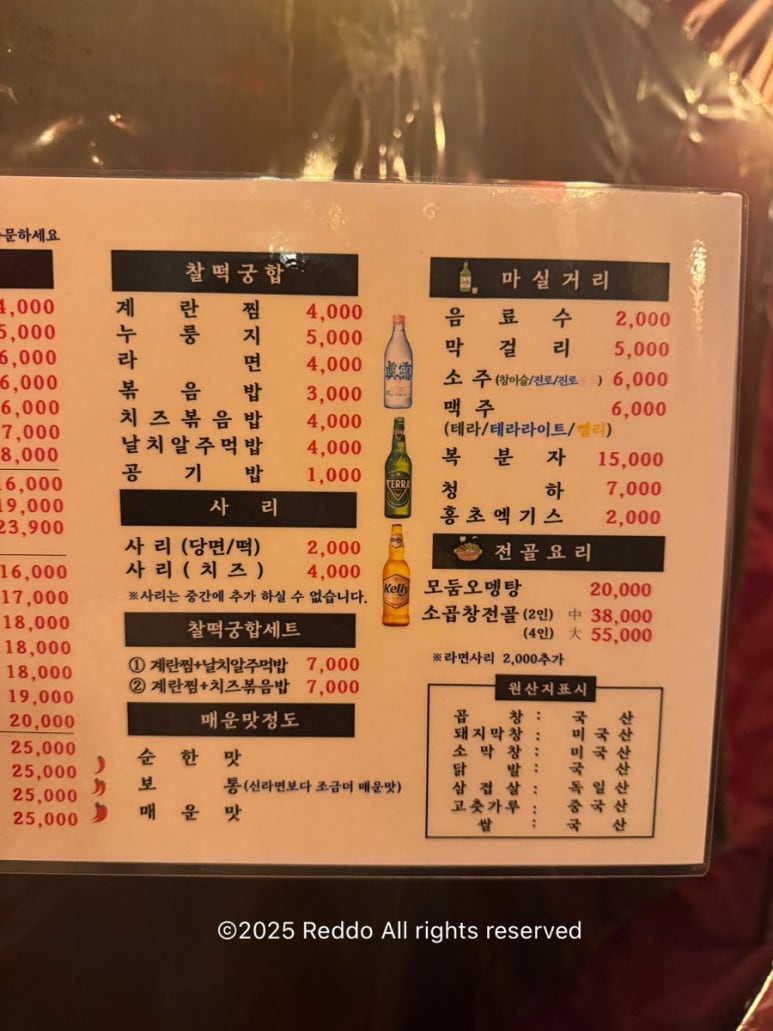 문하세요
4,000
5,000
6,000
6,000
6,000
7,000
8,000
16,000
19,000
23,900
16,000
17,000
18,000
18,000
18,000
19,000
20,000
25,000
25,000
25,000
25,000
찰떡궁합
계란찜 4,000
누룽지 5,000
라면 4,000
볶음밥 3,000
치즈볶음밥 4,000
날치알주먹밥 4,000
공기밥 1,000
사리
사리(당면/떡) 2,000
사리(치즈) 4,000
※사리는 중간에 추가 하실 수 없습니다.
찰떡궁합세트
① 계란찜+날치알주먹밥 7,000
② 계란찜+치즈볶음밥 7,000
매운맛정도
순한맛
보통(신라면보다 조금더 매운맛)
매운맛
眞露
TERRA
Kelly
마실거리
음료수 2,000
막걸리 5,000
소주(참이슬/진로/진로) 6,000
맥주 6,000
(테라/테라라이트/켈리)
복분자 15,000
청하 7,000
홍초엑기스 2,000
전골요리
모둠오뎅탕 20,000
소곱창전골 (2인) 中 38,000
(4인) 大 55,000
※라면사리 2,000추가
원산지표시
곱창 : 국산
돼지막창 : 미국산
소막창 : 미국산
닭발 : 국산
삼겹살 : 독일산
고춧가루 : 중국산
쌀 : 국산
©2025 Reddo All rights reserved